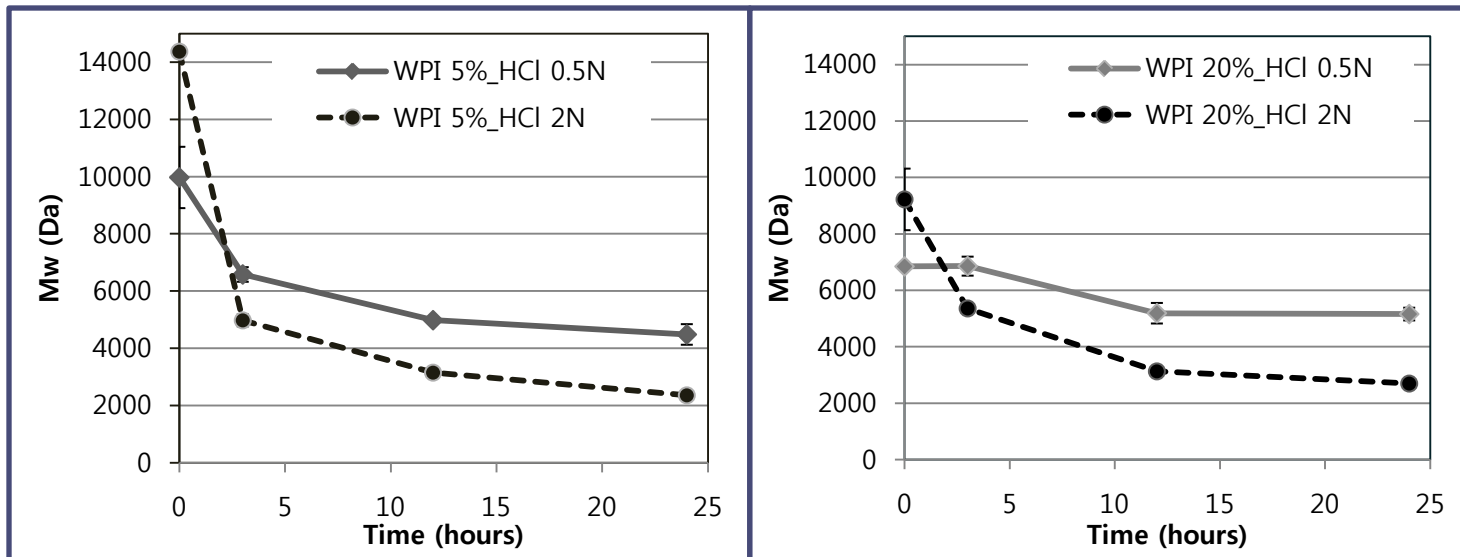 14000
12000
10000
8000
6000
4000
2000
0
Mw (Da)
WPI 5%_HCl 0.5N
WPI 5%_HCl 2N
0 5 10 15 20 25
Time (hours)
14000
12000
10000
8000
6000
4000
2000
0
Mw (Da)
WPI 20%_HCl 0.5N
WPI 20%_HCl 2N
0 5 10 15 20 25
Time (hours)